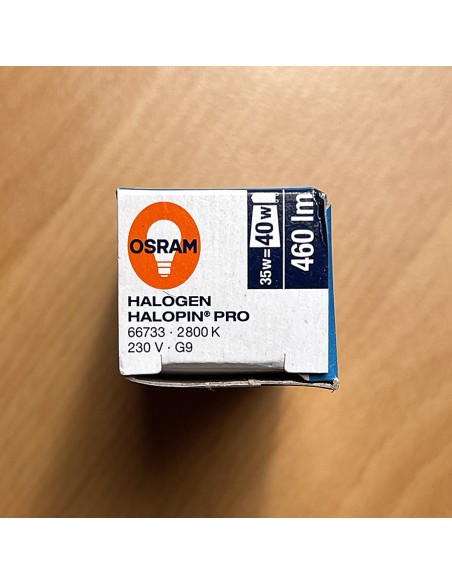 OSRAM
HALOGEN
HALOPIN® PRO
66733 · 2800 K
230 V · G9
35W = 40W
460 lm